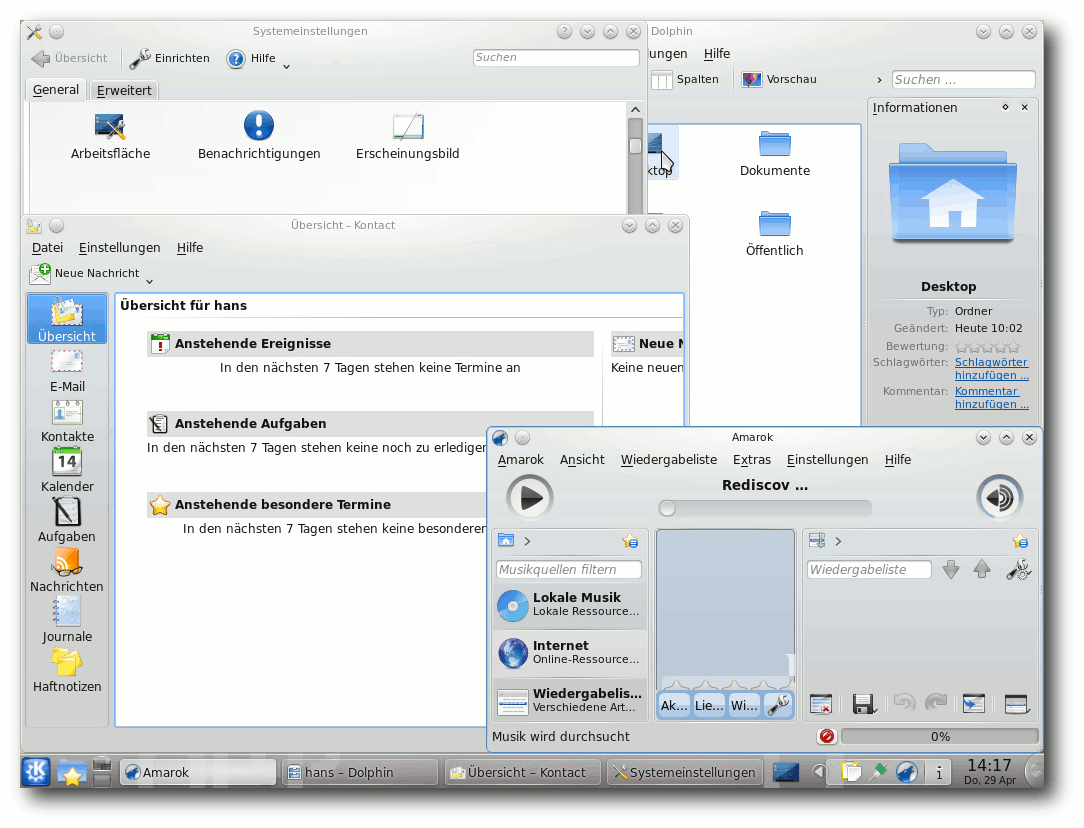 Systemeinstellungen
Übersicht
Einrichten
Hilfe
Suchen
General
Erweitert
Arbeitsfläche
Benachrichtigungen
Erscheinungsbild
Dolphin
lungen Hilfe
Spalten
Vorschau
Suchen ...
Informationen
ktop
Dokumente
Öffentlich
Desktop
Typ: Ordner
Geändert: Heute 10:02
Bewertung:
Schlagwörter: Schlagwörter
hinzufügen ...
Kommentar: Kommentar
hinzufügen ...
Übersicht – Kontact
Datei Einstellungen Hilfe
Neue Nachricht
Übersicht
E-Mail
Kontakte
14
Kalender
Aufgaben
Nachrichten
Journale
Haftnotizen
Übersicht für hans
Anstehende Ereignisse
In den nächsten 7 Tagen stehen keine Termine an
Neue N
Keine neuen
Anstehende Aufgaben
In den nächsten 7 Tagen stehen keine noch zu erlediger
Anstehende besondere Termine
In den nächsten 7 Tagen stehen keine besonderer
Amarok
Amarok Ansicht Wiedergabeliste Extras Einstellungen Hilfe
Rediscov ...
Musikquellen filtern
Lokale Musik
Lokale Ressource...
Internet
Online-Ressource...
Wiedergabelis...
Verschiedene Art...
Ak... Lie... Wi...
Wiedergabeliste
Musik wird durchsucht
0%
Amarok
hans – Dolphin
Übersicht – Kontact
Systemeinstellungen
14:17
Do, 29 Apr